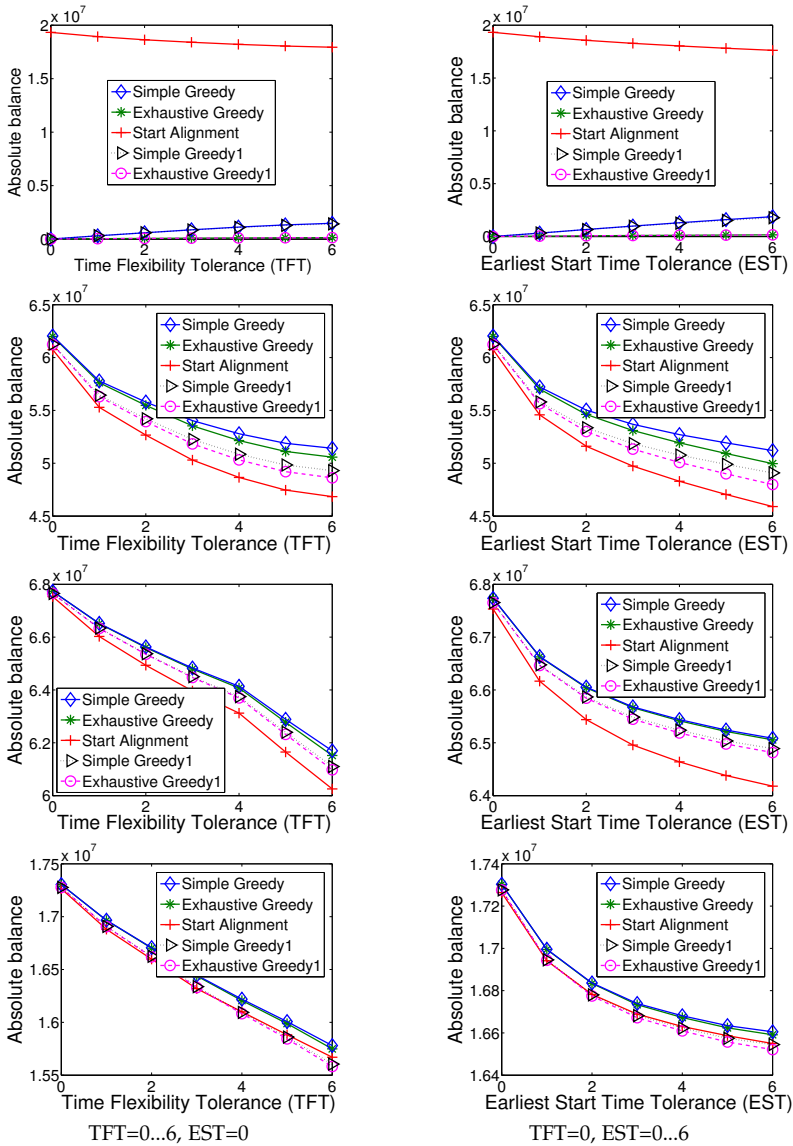 x 10^7
2
1.5
1
0.5
0
Absolute balance
Simple Greedy
Exhaustive Greedy
Start Alignment
Simple Greedy1
Exhaustive Greedy1
0 2 4 6
Time Flexibility Tolerance (TFT)
x 10^7
2
1.5
1
0.5
0
Absolute balance
Simple Greedy
Exhaustive Greedy
Start Alignment
Simple Greedy1
Exhaustive Greedy1
0 2 4 6
Earliest Start Time Tolerance (EST)
x 10^7
6.5
6
5.5
5
4.5
Absolute balance
Simple Greedy
Exhaustive Greedy
Start Alignment
Simple Greedy1
Exhaustive Greedy1
0 2 4 6
Time Flexibility Tolerance (TFT)
x 10^7
6.5
6
5.5
5
4.5
Absolute balance
Simple Greedy
Exhaustive Greedy
Start Alignment
Simple Greedy1
Exhaustive Greedy1
0 2 4 6
Earliest Start Time Tolerance (EST)
x 10^7
6.8
6.6
6.4
6.2
6
Absolute balance
Simple Greedy
Exhaustive Greedy
Start Alignment
Simple Greedy1
Exhaustive Greedy1
0 2 4 6
Time Flexibility Tolerance (TFT)
x 10^7
6.8
6.7
6.6
6.5
6.4
Absolute balance
Simple Greedy
Exhaustive Greedy
Start Alignment
Simple Greedy1
Exhaustive Greedy1
0 2 4 6
Earliest Start Time Tolerance (EST)
x 10^7
1.75
1.7
1.65
1.6
1.55
Absolute balance
Simple Greedy
Exhaustive Greedy
Start Alignment
Simple Greedy1
Exhaustive Greedy1
0 2 4 6
Time Flexibility Tolerance (TFT)
x 10^7
1.74
1.72
1.7
1.68
1.66
1.64
Absolute balance
Simple Greedy
Exhaustive Greedy
Start Alignment
Simple Greedy1
Exhaustive Greedy1
0 2 4 6
Earliest Start Time Tolerance (EST)
TFT=0...6, EST=0
TFT=0, EST=0...6